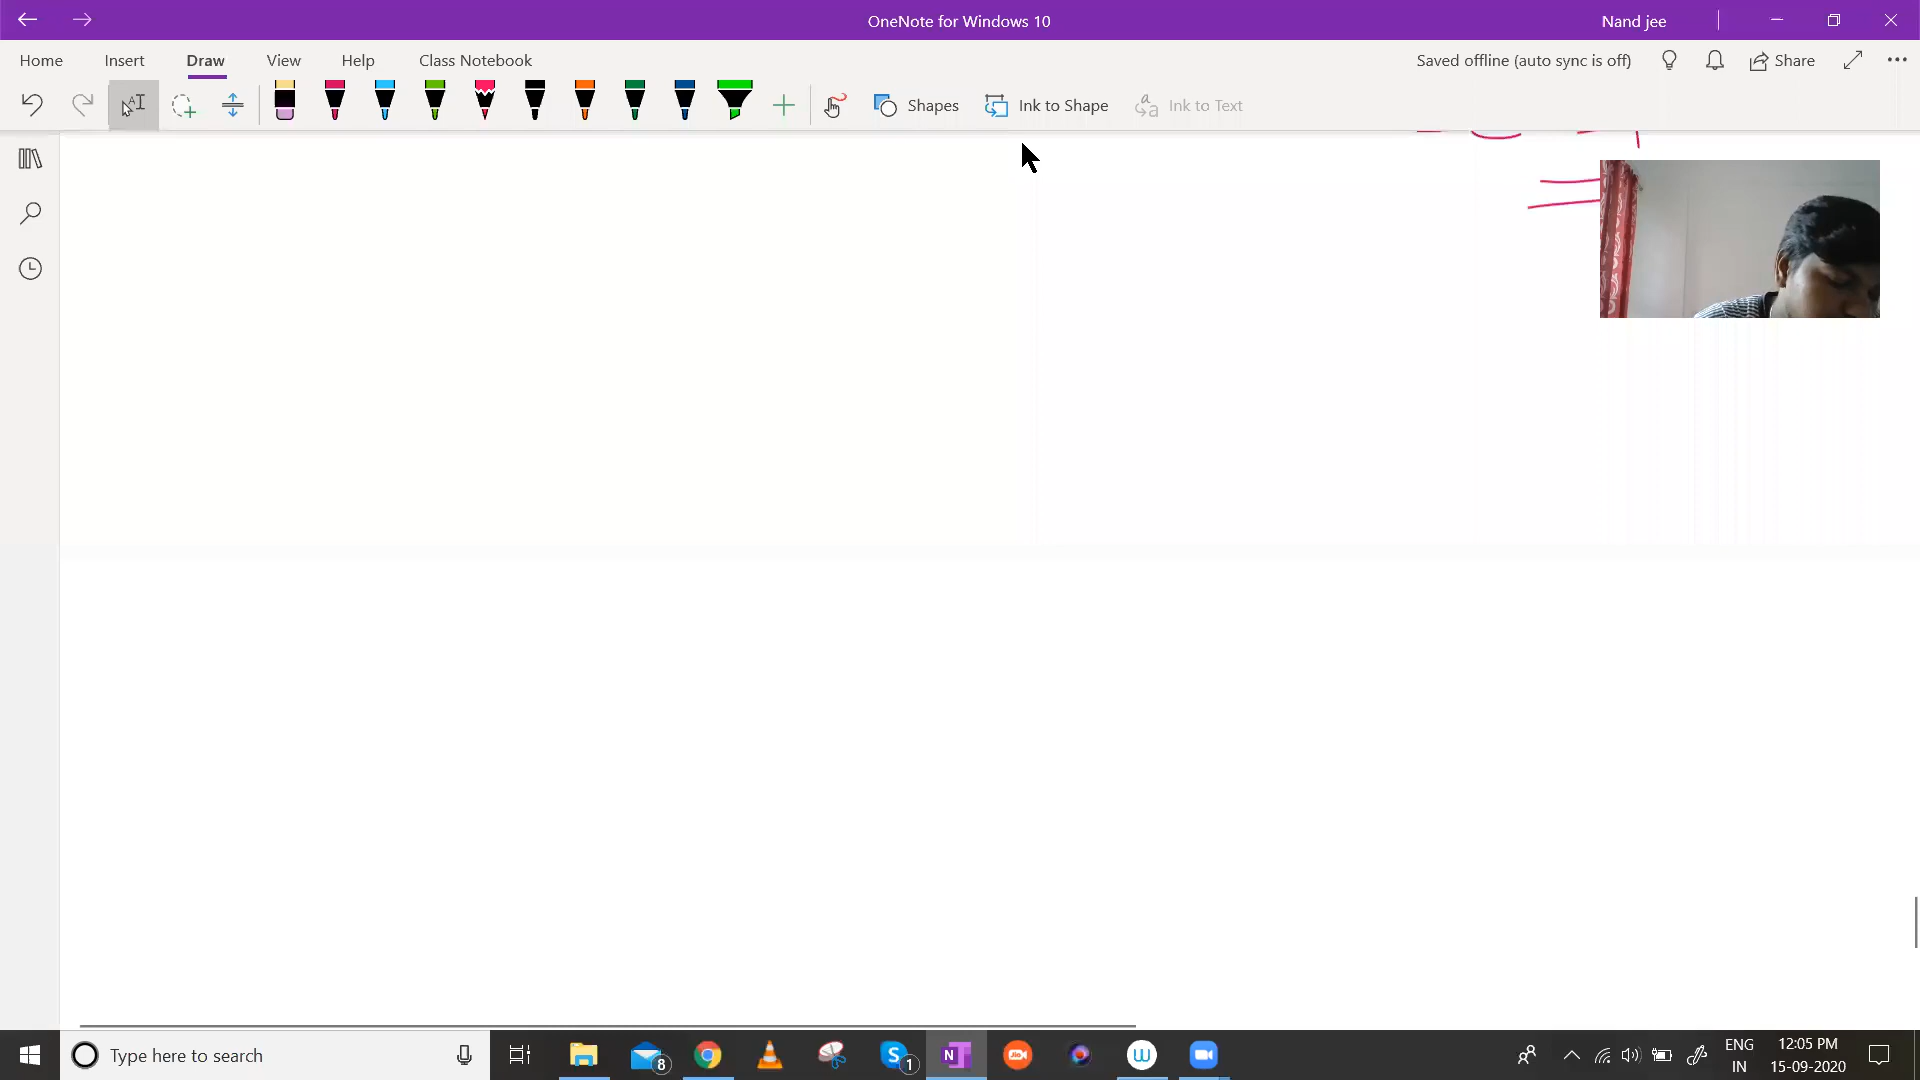 OneNote for Windows 10
Nand jee
Home Insert Draw View Help Class Notebook
Saved offline (auto sync is off) Share
Shapes Ink to Shape Ink to Text
Type here to search
8
1
ENG
IN
12:05 PM
15-09-2020